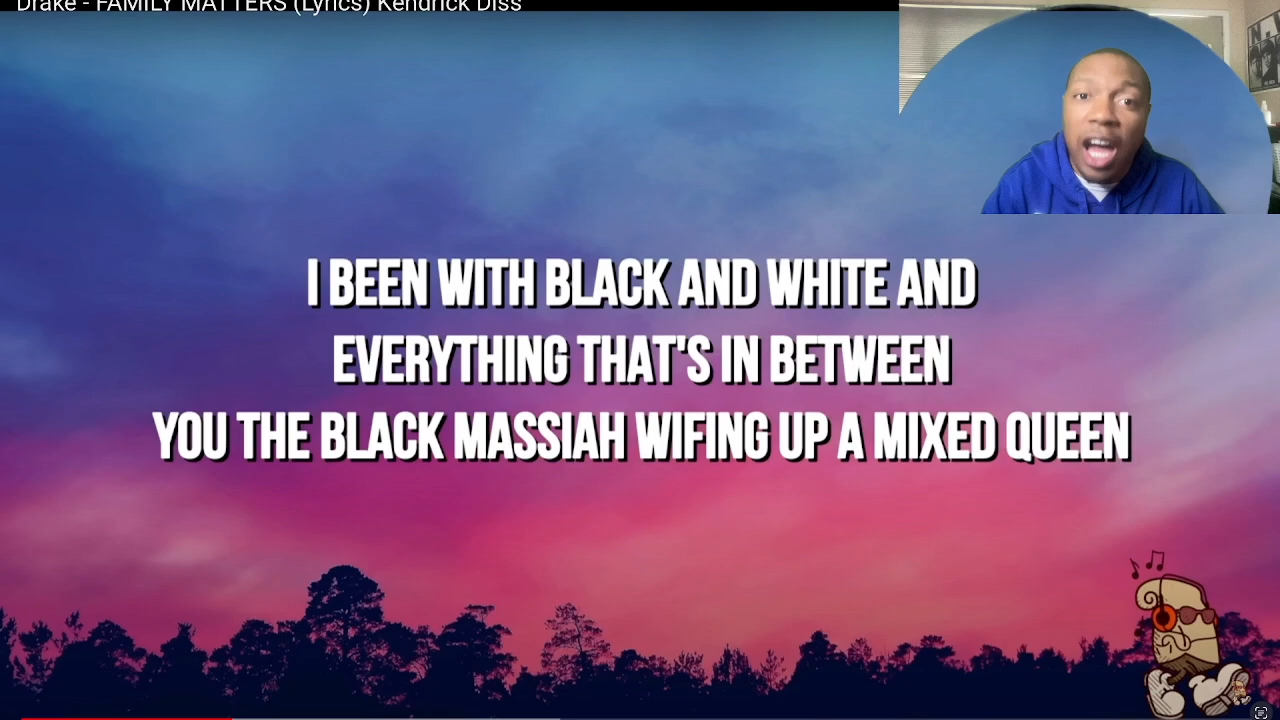 Drake - FAMILY MATTERS (Lyrics) Kendrick Diss
I BEEN WITH BLACK AND WHITE AND
EVERYTHING THAT'S IN BETWEEN
YOU THE BLACK MASSIAH WIFING UP A MIXED QUEEN